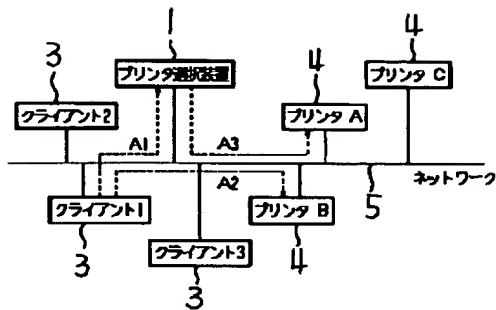 1
プリンタ選択装置
3
クライアント2
4
プリンタ A
4
プリンタ C
A1
A3
A2
ネットワーク
5
クライアント1
3
クライアント3
3
プリンタ B
4